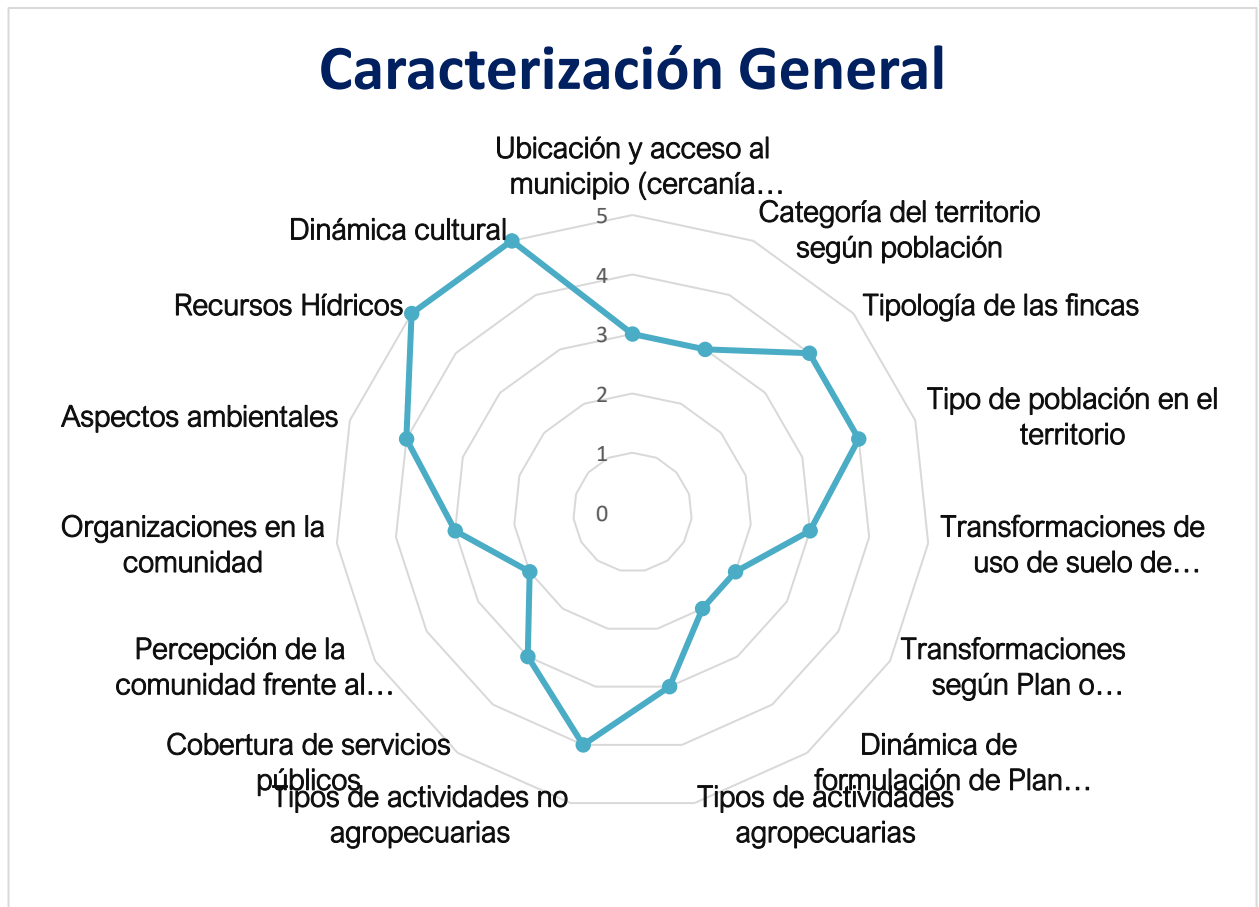 Caracterización General
Ubicación y acceso al
municipio (cercanía…
Categoría del territorio
según población
Tipología de las fincas
Tipo de población en el
territorio
Transformaciones de
uso de suelo de…
Transformaciones
según Plan o…
Dinámica de
formulación de Plan…
Tipos de actividades
agropecuarias
Tipos de actividades no
agropecuarias
Cobertura de servicios
públicos
Percepción de la
comunidad frente al…
Organizaciones en la
comunidad
Aspectos ambientales
Recursos Hídricos
Dinámica cultural
5
4
3
2
1
0